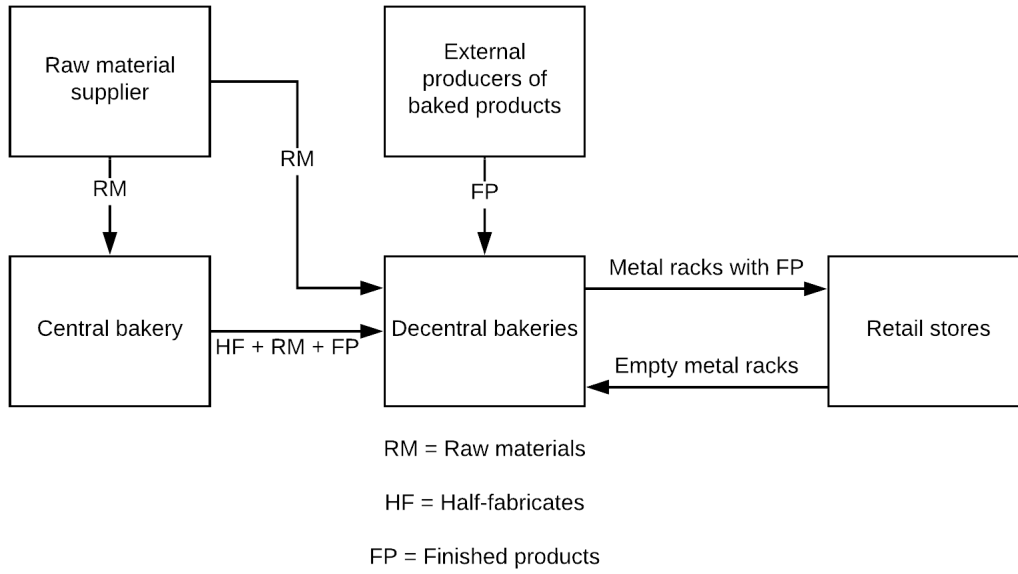 Raw material
supplier
External
producers of
baked products
RM
RM
FP
Central bakery
HF + RM + FP
Decentral bakeries
Metal racks with FP
Empty metal racks
Retail stores
RM = Raw materials
HF = Half-fabricates
FP = Finished products